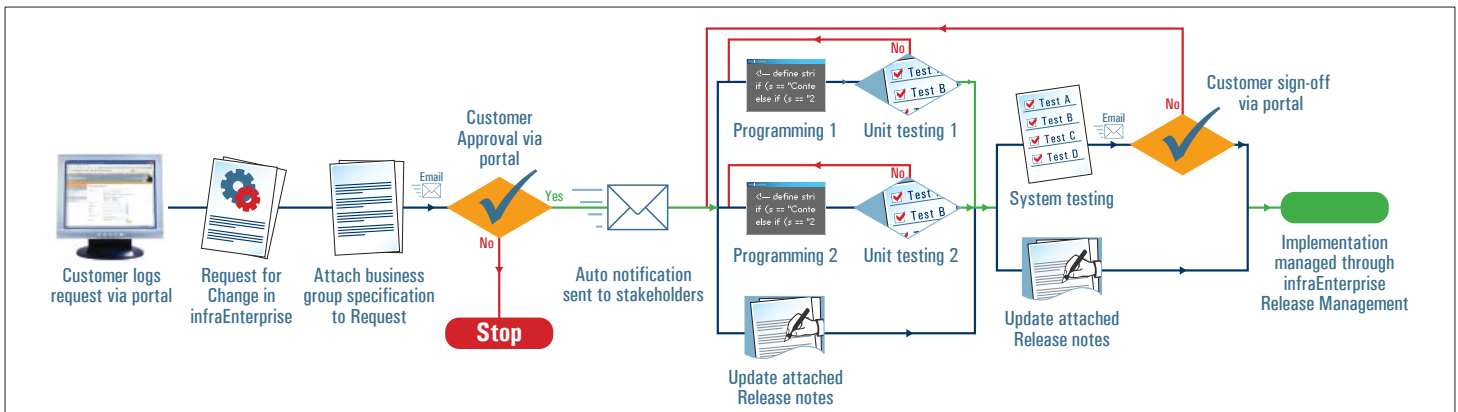 Customer logs
request via portal
Request for
Change in
infraEnterprise
Attach business
group specification
to Request
Email
Customer
Approval via
portal
Yes
No
Stop
Auto notification
sent to stakeholders
No
<!— define stri
if (s == "Conte
else if (s == "2
Programming 1
Test
Test B
Unit testing 1
No
<!— define stri
if (s == "Conte
else if (s == "2
Programming 2
Test
Test B
Unit testing 2
Update attached
Release notes
Test A
Test B
Test C
Test D
System testing
Email
No
Customer sign-off
via portal
Update attached
Release notes
Implementation
managed through
infraEnterprise
Release Management